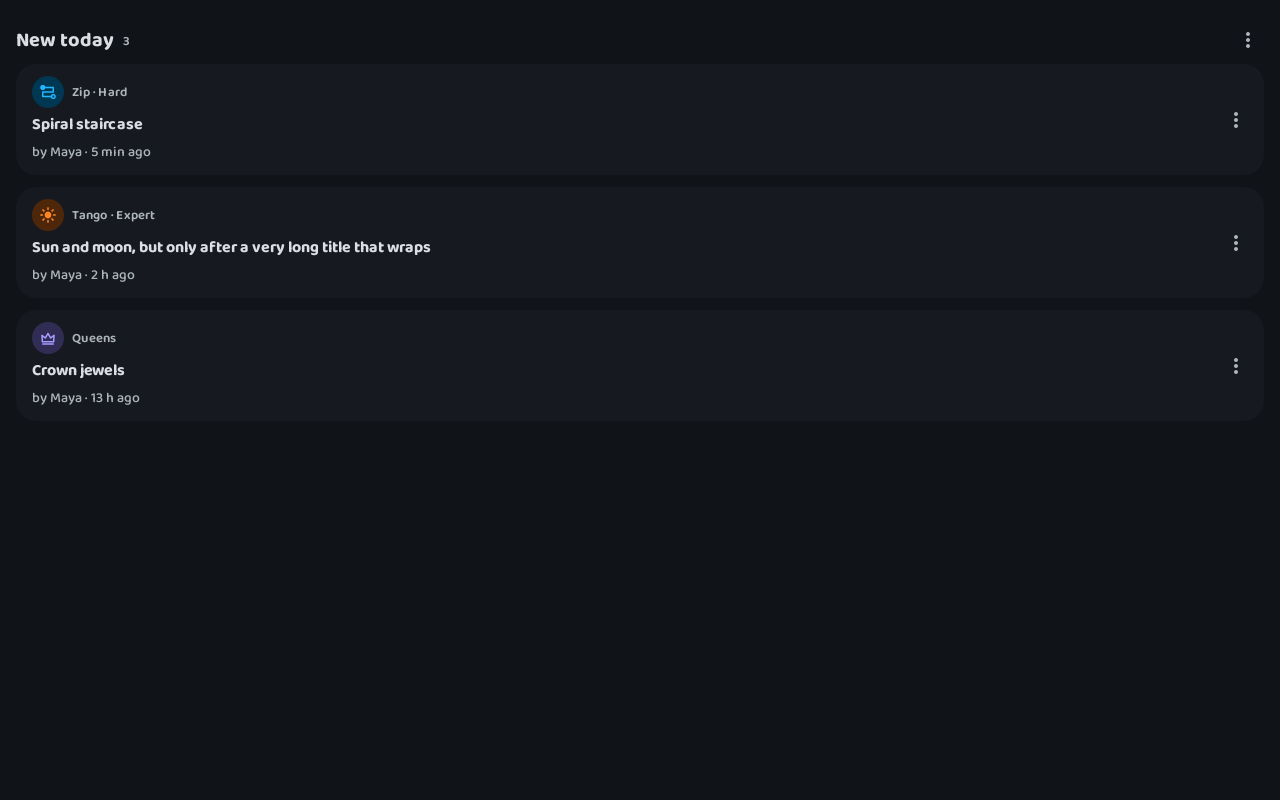 New today 3
Zip · Hard
Spiral staircase
by Maya · 5 min ago
Tango · Expert
Sun and moon, but only after a very long title that wraps
by Maya · 2 h ago
Queens
Crown jewels
by Maya · 13 h ago